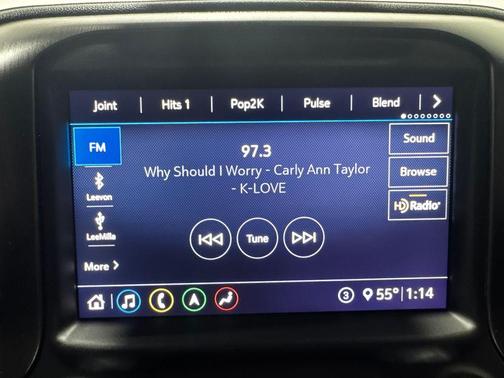 Joint | Hits 1 | Pop2K | Pulse | Blend
FM
97.3
Sound
Why Should I Worry - Carly Ann Taylor
- K-LOVE
Browse
Leevon
HD Radio
LeeMilla
Tune
More
3 55° 1:14